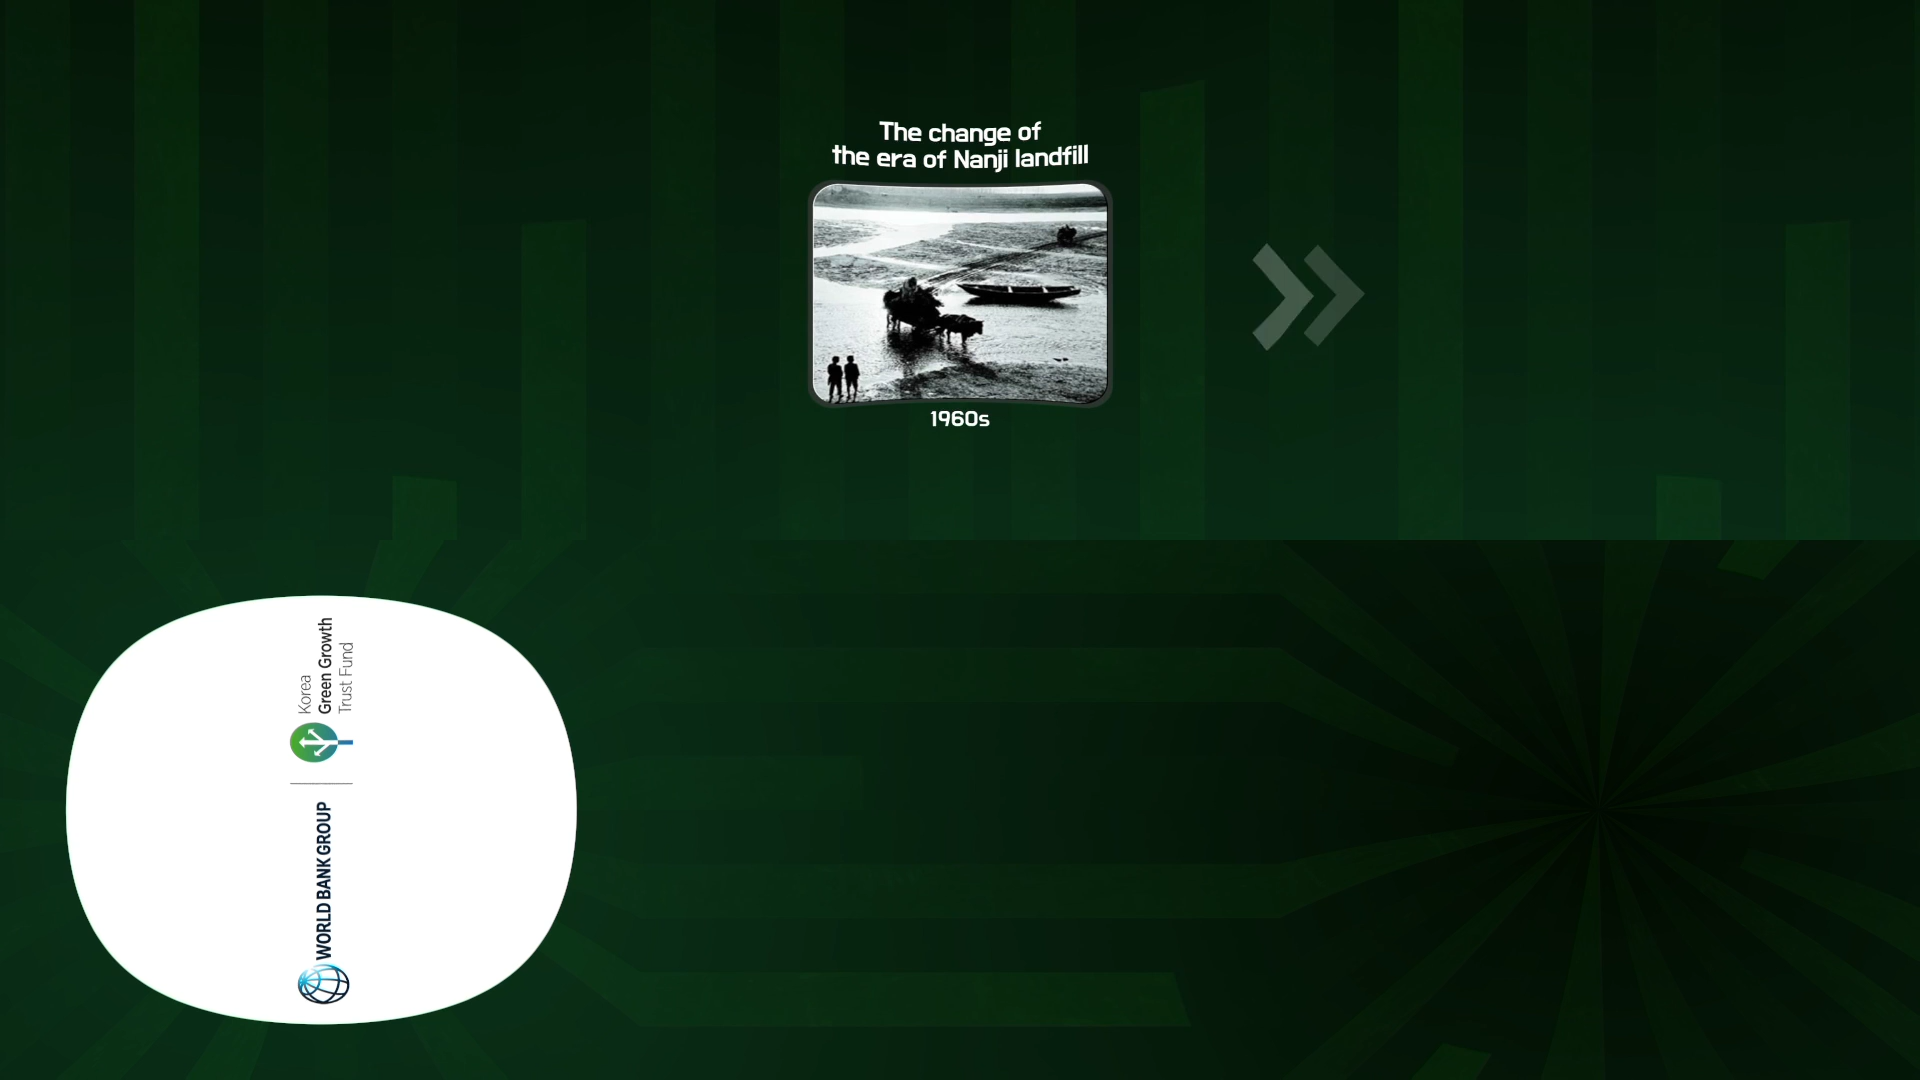 The change of
the era of Nanji landfill
1960s
WORLD BANK GROUP
Korea
Green Growth
Trust Fund